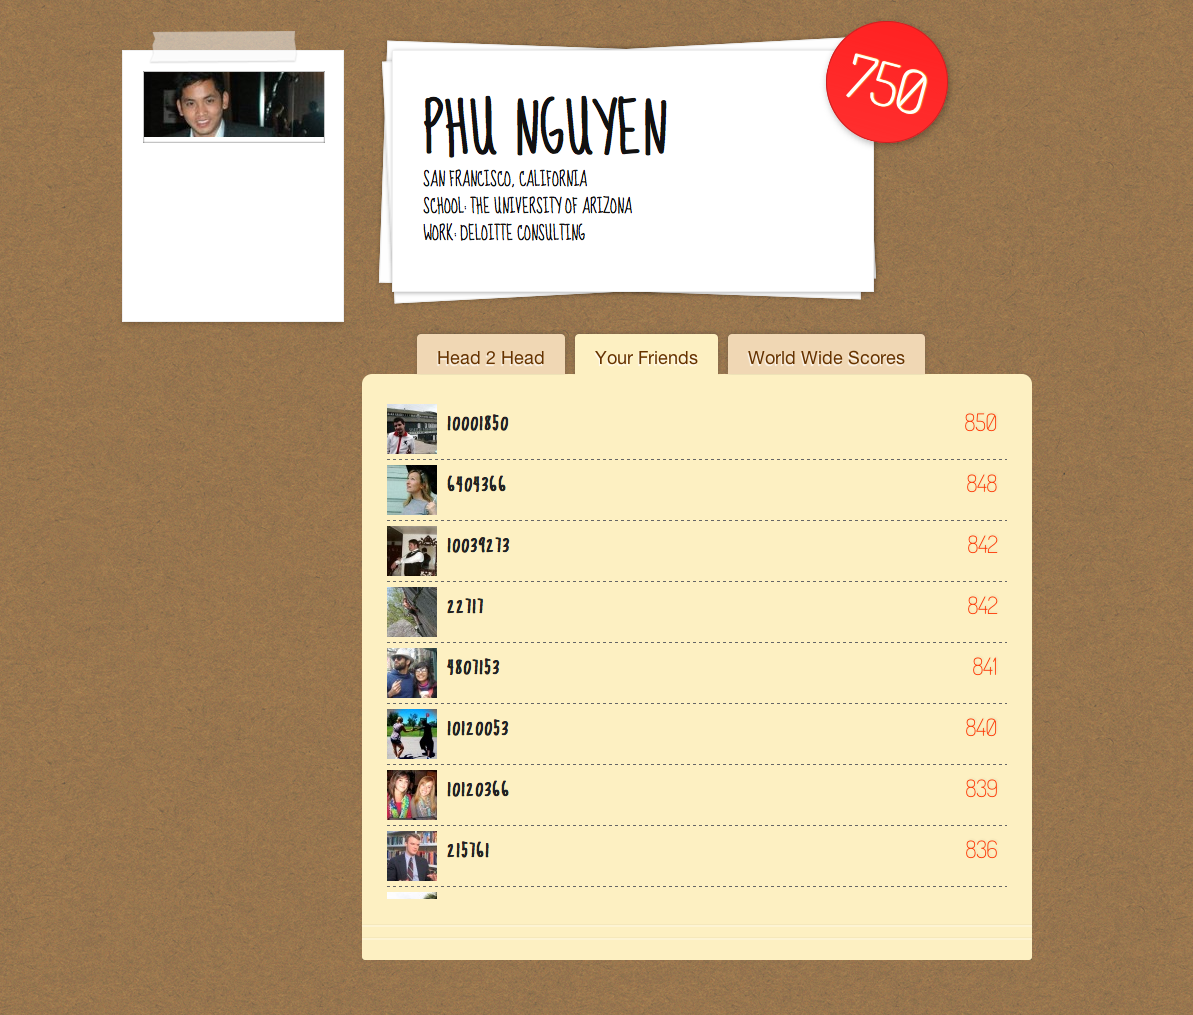 750
PHU NGUYEN
SAN FRANCISCO, CALIFORNIA
SCHOOL: THE UNIVERSITY OF ARIZONA
WORK: DELOITTE CONSULTING
Head 2 Head
Your Friends
World Wide Scores
10001850 850
6404366 848
10039273 842
22717 842
4807153 841
10120053 840
10120366 839
215761 836